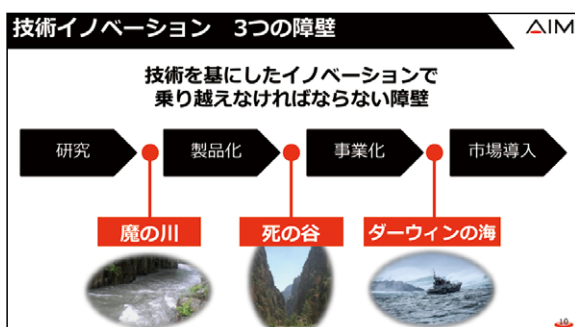 技術イノベーション 3つの障壁
AIM
技術を基にしたイノベーションで
乗り越えなければならない障壁
研究
製品化
事業化
市場導入
魔の川
死の谷
ダーウィンの海
10